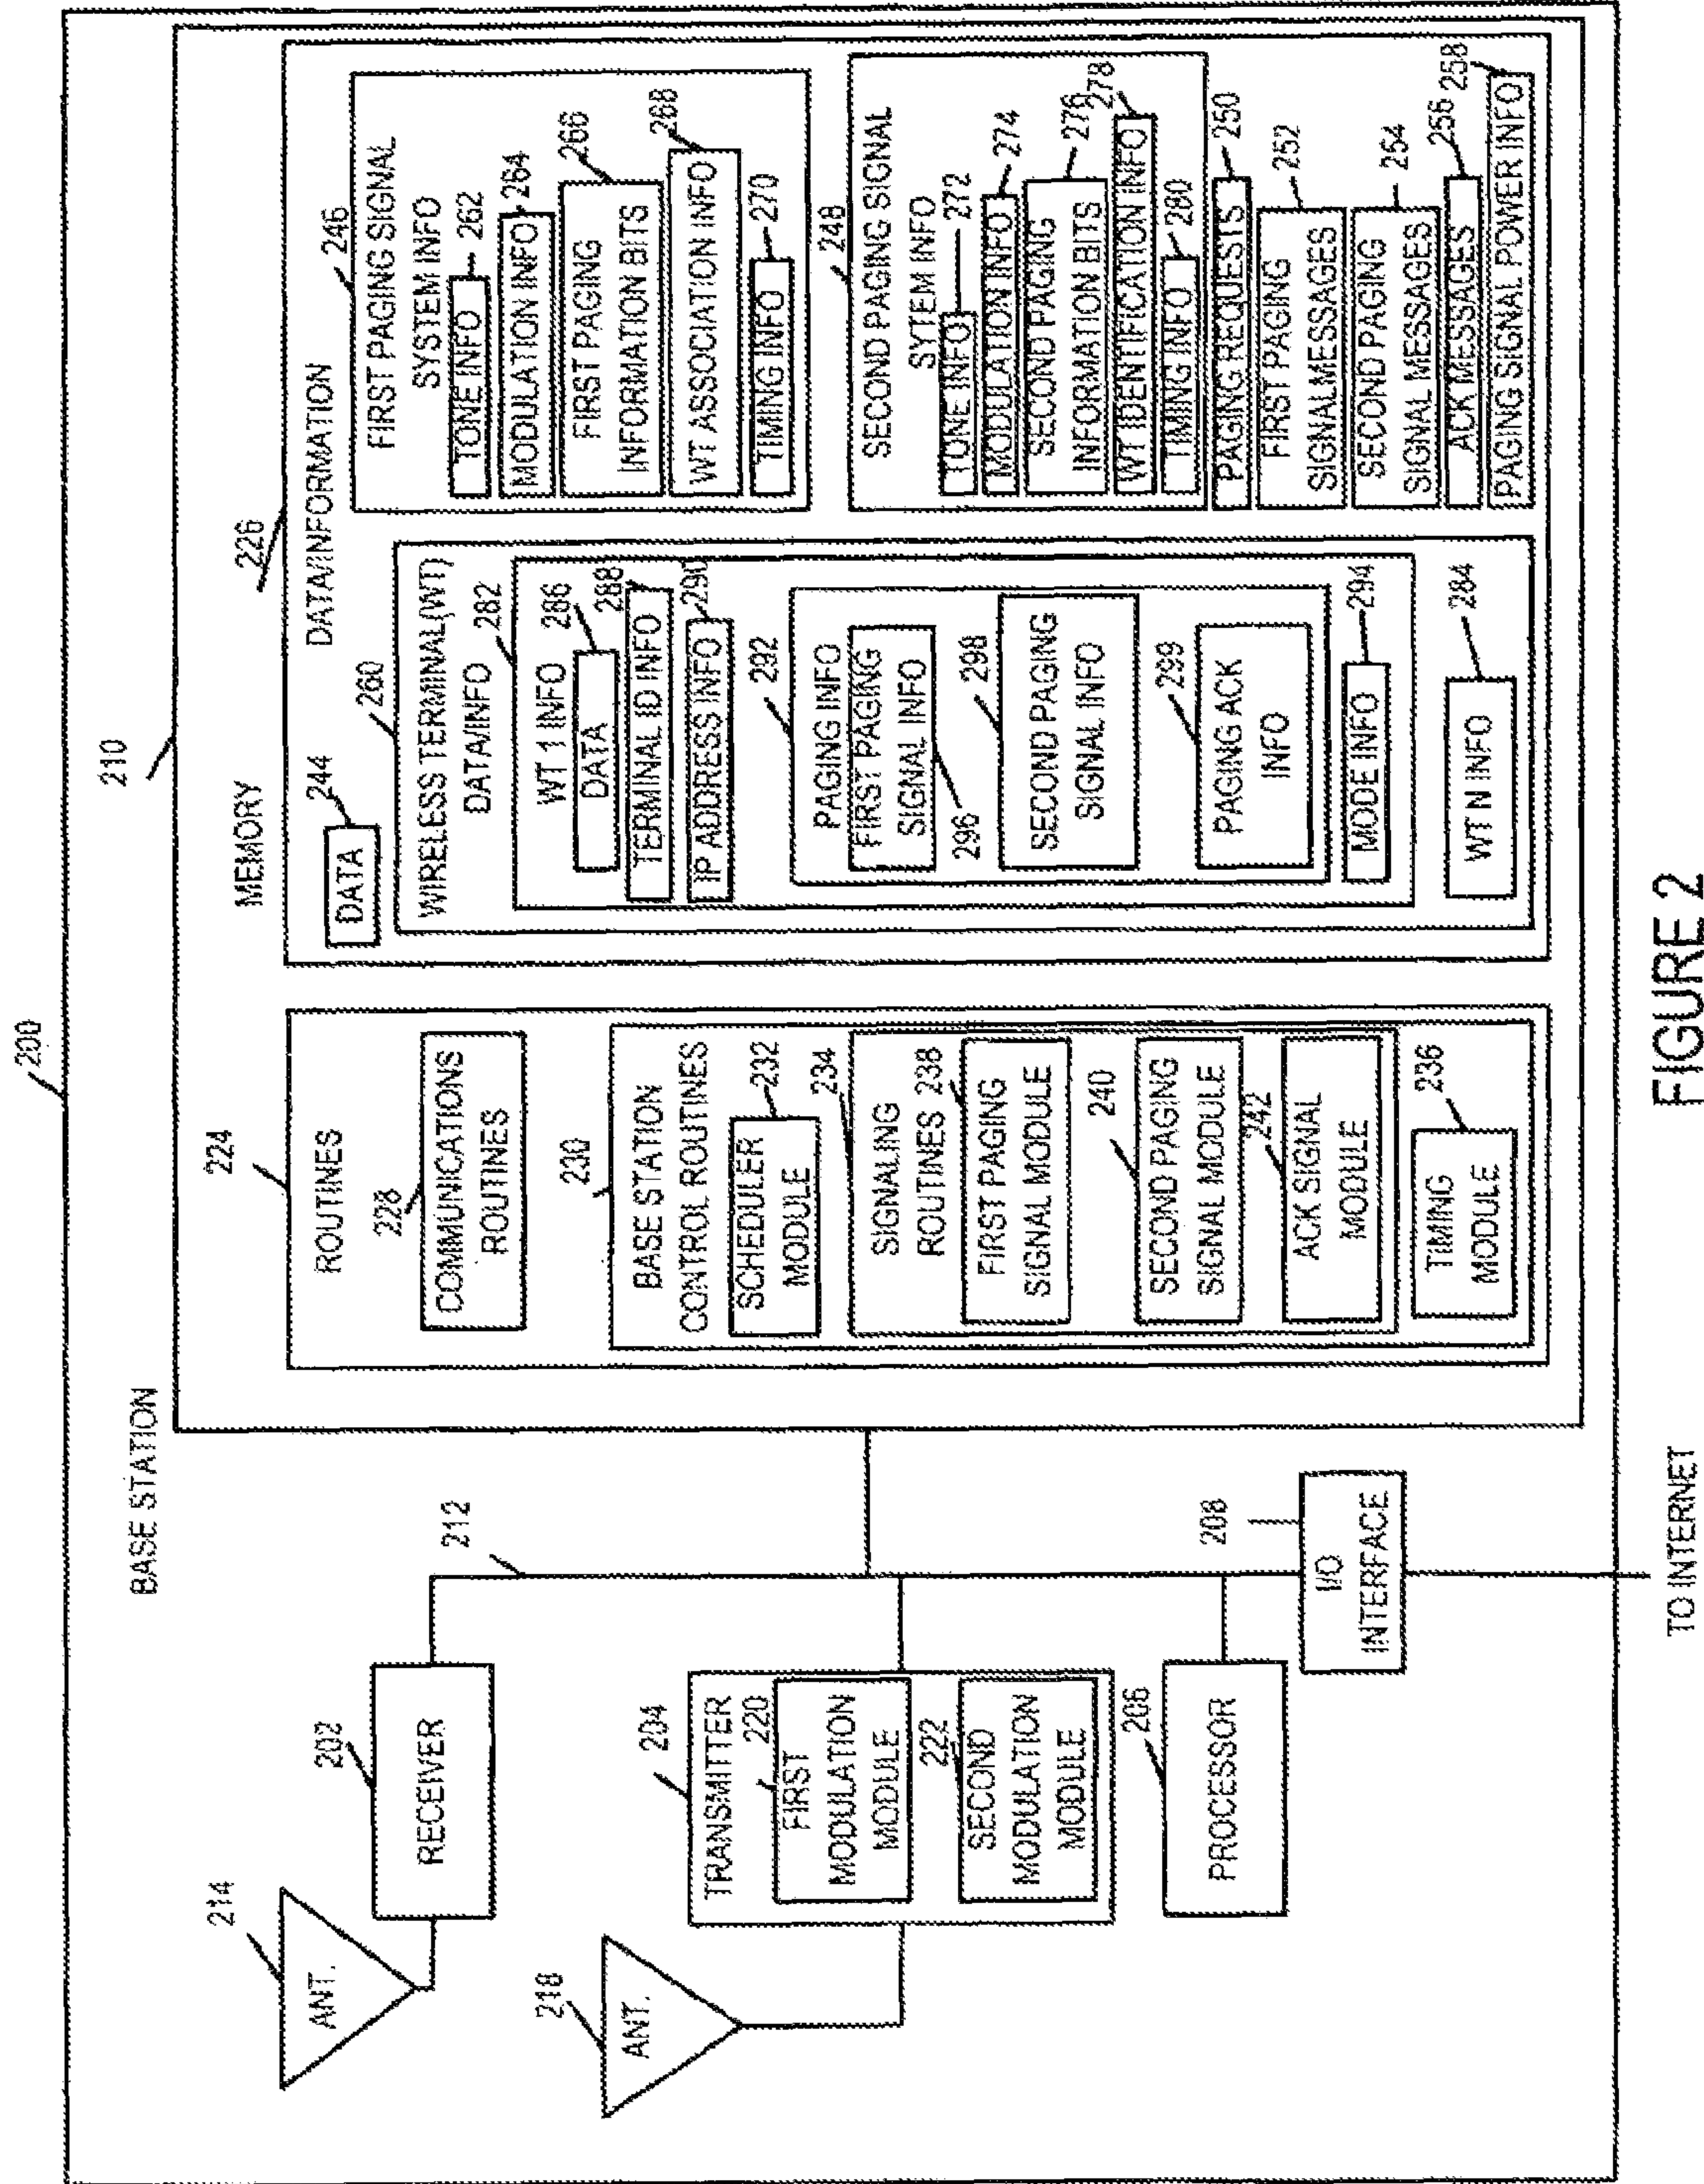 200
BASE STATION
214
ANT.
202
RECEIVER
212
218
ANT.
204
TRANSMITTER
220
FIRST
MODULATION
MODULE
222
SECOND
MODULATION
MODULE
206
PROCESSOR
208
I/O
INTERFACE
TO INTERNET
210
MEMORY
224
ROUTINES
228
COMMUNICATIONS
ROUTINES
230
BASE STATION
CONTROL ROUTINES
SCHEDULER
MODULE
232
234
SIGNALING
ROUTINES
238
FIRST PAGING
SIGNAL MODULE
240
SECOND PAGING
SIGNAL MODULE
242
ACK SIGNAL
MODULE
236
TIMING
MODULE
226
DATA/INFORMATION
244
DATA
260
WIRELESS TERMINAL(WT)
DATA/INFO
282
WT 1 INFO
286
DATA
288
TERMINAL ID INFO
290
IP ADDRESS INFO
292
PAGING INFO
FIRST PAGING
SIGNAL INFO
296
298
SECOND PAGING
SIGNAL INFO
299
PAGING ACK
INFO
MODE INFO
294
WT N INFO
284
246
FIRST PAGING SIGNAL
SYSTEM INFO
TONE INFO
262
MODULATION INFO
264
FIRST PAGING
INFORMATION BITS
266
WT ASSOCIATION INFO
268
TIMING INFO
270
248
SECOND PAGING SIGNAL
SYTEM INFO
TONE INFO
272
MODULATION INFO
274
SECOND PAGING
INFORMATION BITS
276
WT IDENTIFICATION INFO
278
TIMING INFO
280
PAGING REQUESTS
250
FIRST PAGING
SIGNAL MESSAGES
252
SECOND PAGING
SIGNAL MESSAGES
254
ACK MESSAGES
256
PAGING SIGNAL POWER INFO
258
FIGURE 2